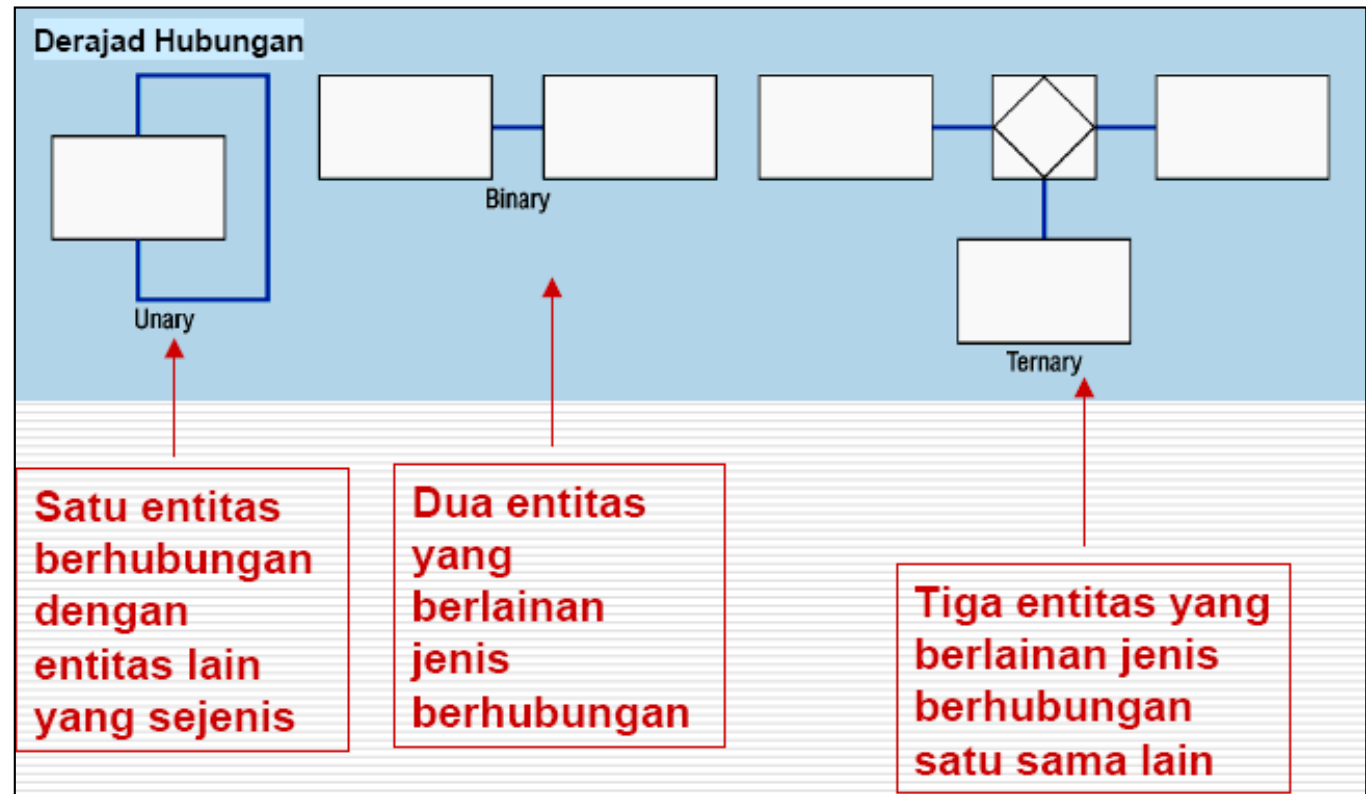 Derajad Hubungan
Unary
Binary
Ternary
Satu entitas
berhubungan
dengan
entitas lain
yang sejenis
Dua entitas
yang
berlainan
jenis
berhubungan
Tiga entitas yang
berlainan jenis
berhubungan
satu sama lain